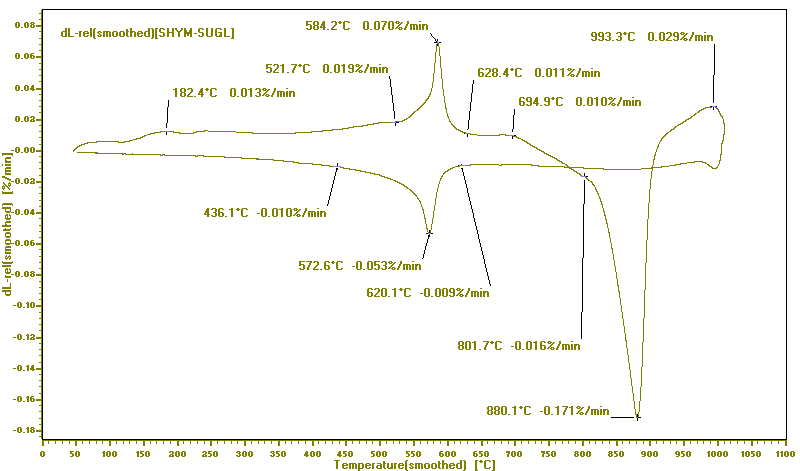 dL-rel(smoothed)[SHYM-SUGL]
584.2°C 0.070%/min
993.3°C 0.029%/min
521.7°C 0.019%/min
628.4°C 0.011%/min
182.4°C 0.013%/min
694.9°C 0.010%/min
436.1°C -0.010%/min
572.6°C -0.053%/min
620.1°C -0.009%/min
801.7°C -0.016%/min
880.1°C -0.171%/min
dL-rel(smoothed) [%/min]
0.08
0.06
0.04
0.02
-0.00
-0.02
-0.04
-0.06
-0.08
-0.10
-0.12
-0.14
-0.16
-0.18
0 50 100 150 200 250 300 350 400 450 500 550 600 650 700 750 800 850 900 950 1000 1050 1100
Temperature(smoothed) [°C]